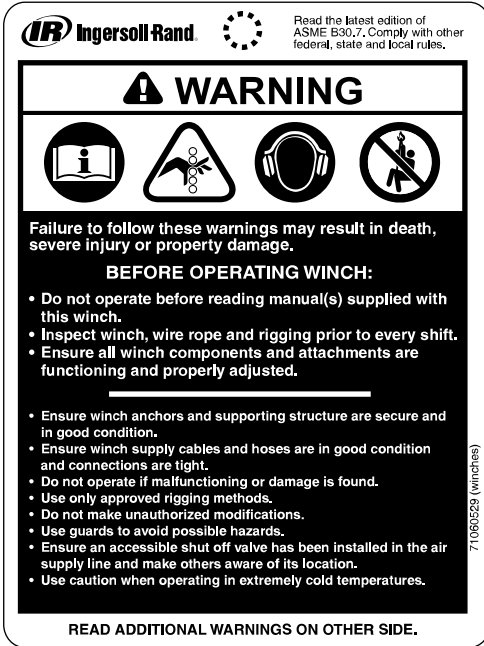 IR Ingersoll-Rand®
Read the latest edition of
ASME B30.7. Comply with other
federal, state and local rules.
WARNING
Failure to follow these warnings may result in death,
severe injury or property damage.
BEFORE OPERATING WINCH:
• Do not operate before reading manual(s) supplied with
this winch.
• Inspect winch, wire rope and rigging prior to every shift.
• Ensure all winch components and attachments are
functioning and properly adjusted.
• Ensure winch anchors and supporting structure are secure and
in good condition.
• Ensure winch supply cables and hoses are in good condition
and connections are tight.
• Do not operate if malfunctioning or damage is found.
• Use only approved rigging methods.
• Do not make unauthorized modifications.
• Use guards to avoid possible hazards.
• Ensure an accessible shut off valve has been installed in the air
supply line and make others aware of its location.
• Use caution when operating in extremely cold temperatures.
71060529 (winches)
READ ADDITIONAL WARNINGS ON OTHER SIDE.